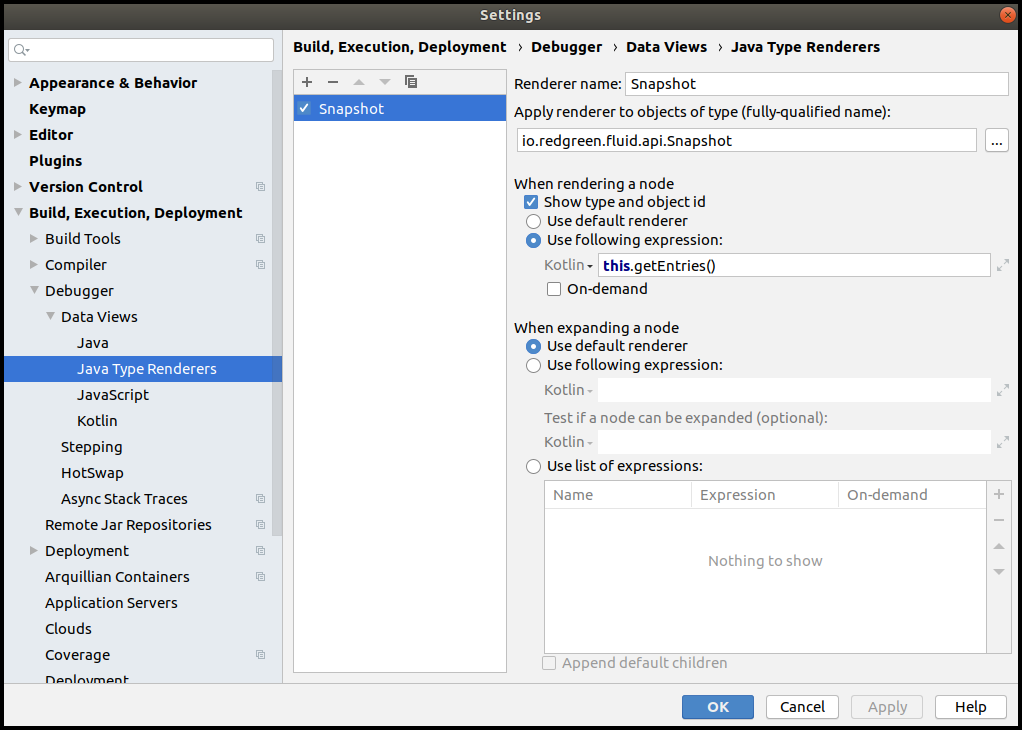 Settings
Appearance & Behavior
Keymap
Editor
Plugins
Version Control
Build, Execution, Deployment
Build Tools
Compiler
Debugger
Data Views
Java
Java Type Renderers
JavaScript
Kotlin
Stepping
HotSwap
Async Stack Traces
Remote Jar Repositories
Deployment
Arquillian Containers
Application Servers
Clouds
Coverage
Deployment
Build, Execution, Deployment › Debugger › Data Views › Java Type Renderers
Snapshot
Renderer name: Snapshot
Apply renderer to objects of type (fully-qualified name):
io.redgreen.fluid.api.Snapshot ...
When rendering a node
Show type and object id
Use default renderer
Use following expression:
Kotlin this.getEntries()
On-demand
When expanding a node
Use default renderer
Use following expression:
Kotlin
Test if a node can be expanded (optional):
Kotlin
Use list of expressions:
Name Expression On-demand
Nothing to show
Append default children
OK Cancel Apply Help